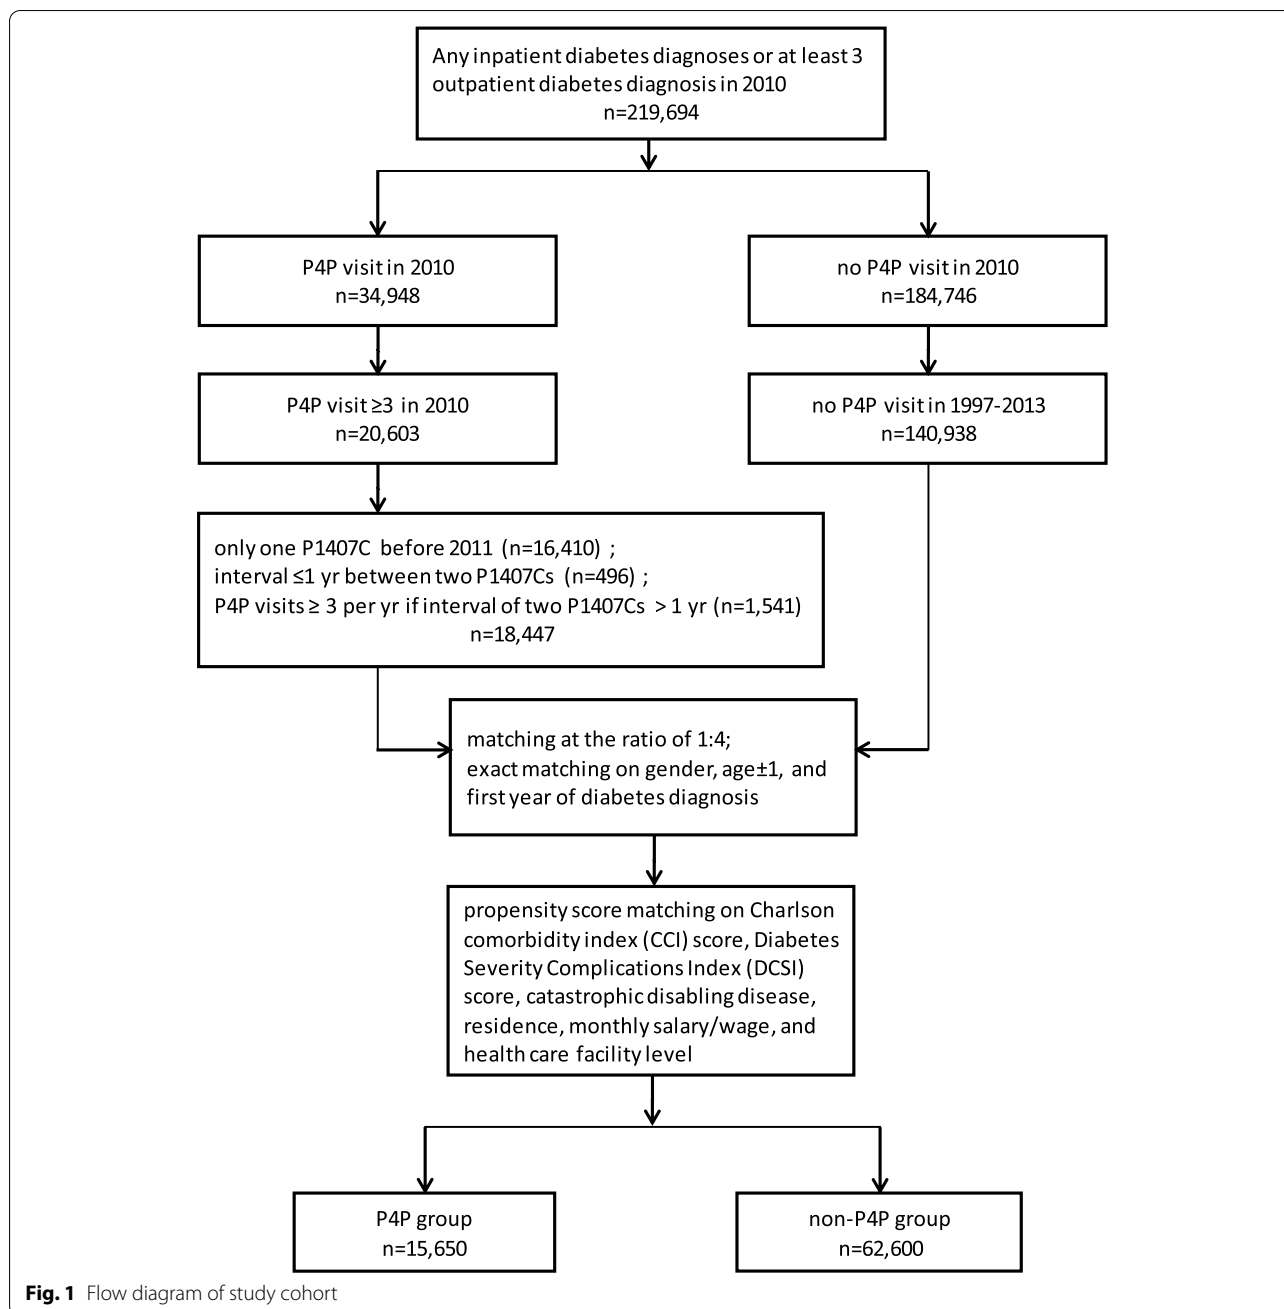 Any inpatient diabetes diagnoses or at least 3
outpatient diabetes diagnosis in 2010
n=219,694
P4P visit in 2010
n=34,948
no P4P visit in 2010
n=184,746
P4P visit ≥3 in 2010
n=20,603
no P4P visit in 1997-2013
n=140,938
only one P1407C before 2011 (n=16,410) ;
interval ≤1 yr between two P1407Cs (n=496) ;
P4P visits ≥ 3 per yr if interval of two P1407Cs > 1 yr (n=1,541)
n=18,447
matching at the ratio of 1:4;
exact matching on gender, age±1, and
first year of diabetes diagnosis
propensity score matching on Charlson
comorbidity index (CCI) score, Diabetes
Severity Complications Index (DCSI)
score, catastrophic disabling disease,
residence, monthly salary/wage, and
health care facility level
P4P group
n=15,650
non-P4P group
n=62,600
Fig. 1 Flow diagram of study cohort